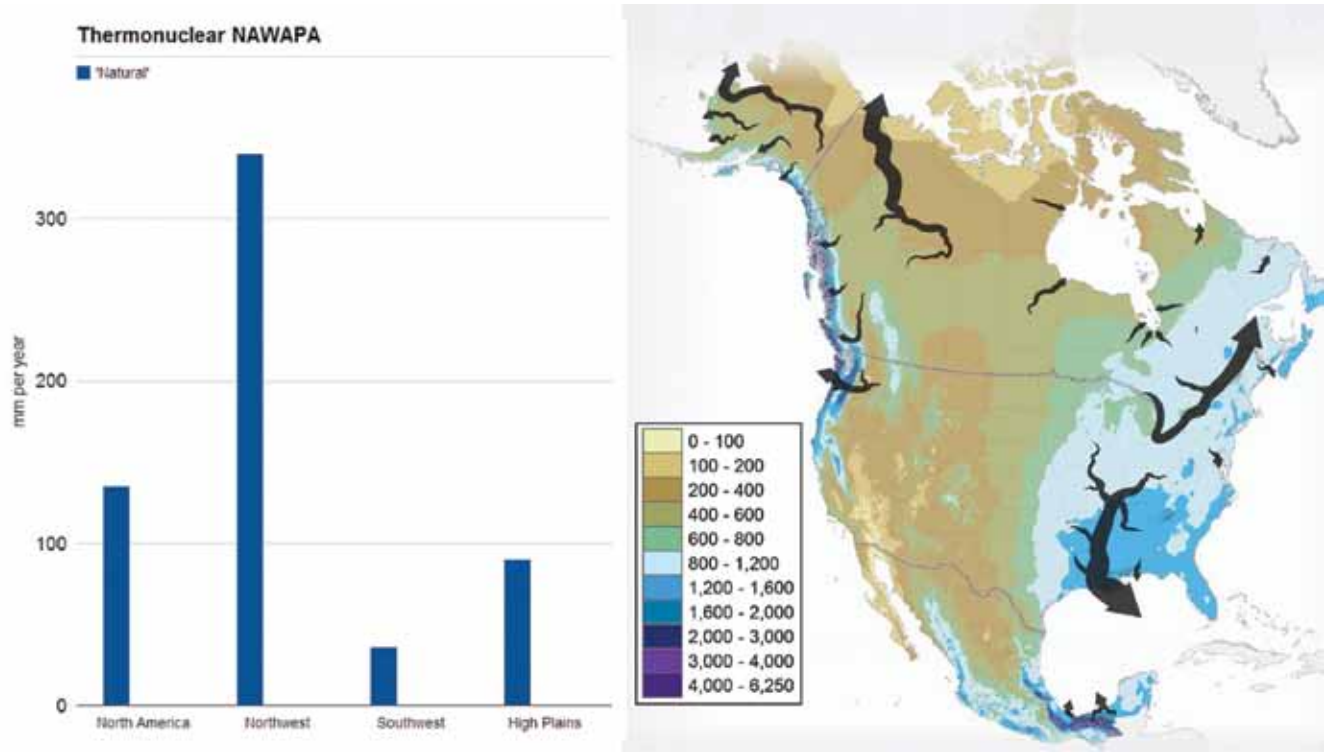 Thermonuclear NAWAPA
'Natural'
300
200
100
0
mm per year
North America
Northwest
Southwest
High Plains
0 - 100
100 - 200
200 - 400
400 - 600
600 - 800
800 - 1,200
1,200 - 1,600
1,600 - 2,000
2,000 - 3,000
3,000 - 4,000
4,000 - 6,250